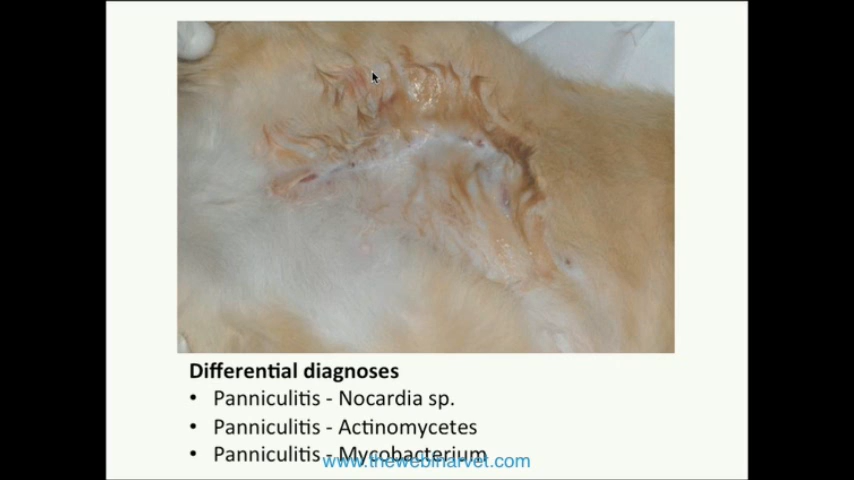 Differential diagnoses
• Panniculitis - Nocardia sp.
• Panniculitis - Actinomycetes
• Panniculitis - Mycobacterium
www.thewebinarvet.com